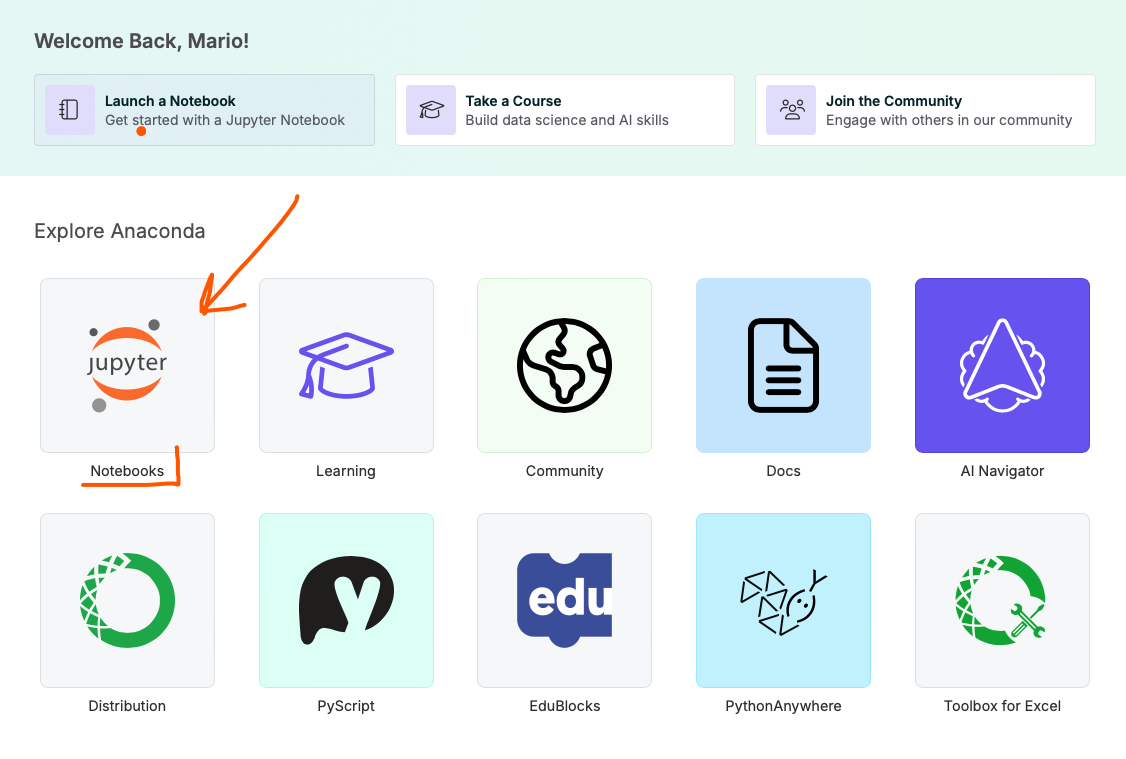 Welcome Back, Mario!
Launch a Notebook
Get started with a Jupyter Notebook
Take a Course
Build data science and AI skills
Join the Community
Engage with others in our community
Explore Anaconda
jupyter
Notebooks
Learning
Community
Docs
AI Navigator
edu
Distribution
PyScript
EduBlocks
PythonAnywhere
Toolbox for Excel